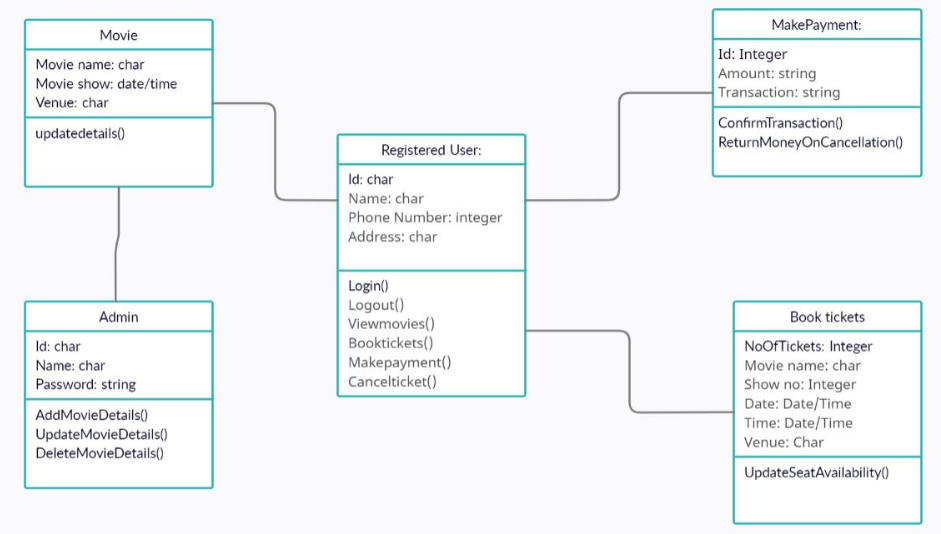 Movie
Movie name: char
Movie show: date/time
Venue: char
updatedetails()
Admin
Id: char
Name: char
Password: string
AddMovieDetails()
UpdateMovieDetails()
DeleteMovieDetails()
Registered User:
Id: char
Name: char
Phone Number: integer
Address: char
Login()
Logout()
Viewmovies()
Booktickets()
Makepayment()
Cancelticket()
MakePayment:
Id: Integer
Amount: string
Transaction: string
ConfirmTransaction()
ReturnMoneyOnCancellation()
Book tickets
NoOfTickets: Integer
Movie name: char
Show no: Integer
Date: Date/Time
Time: Date/Time
Venue: Char
UpdateSeatAvailability()